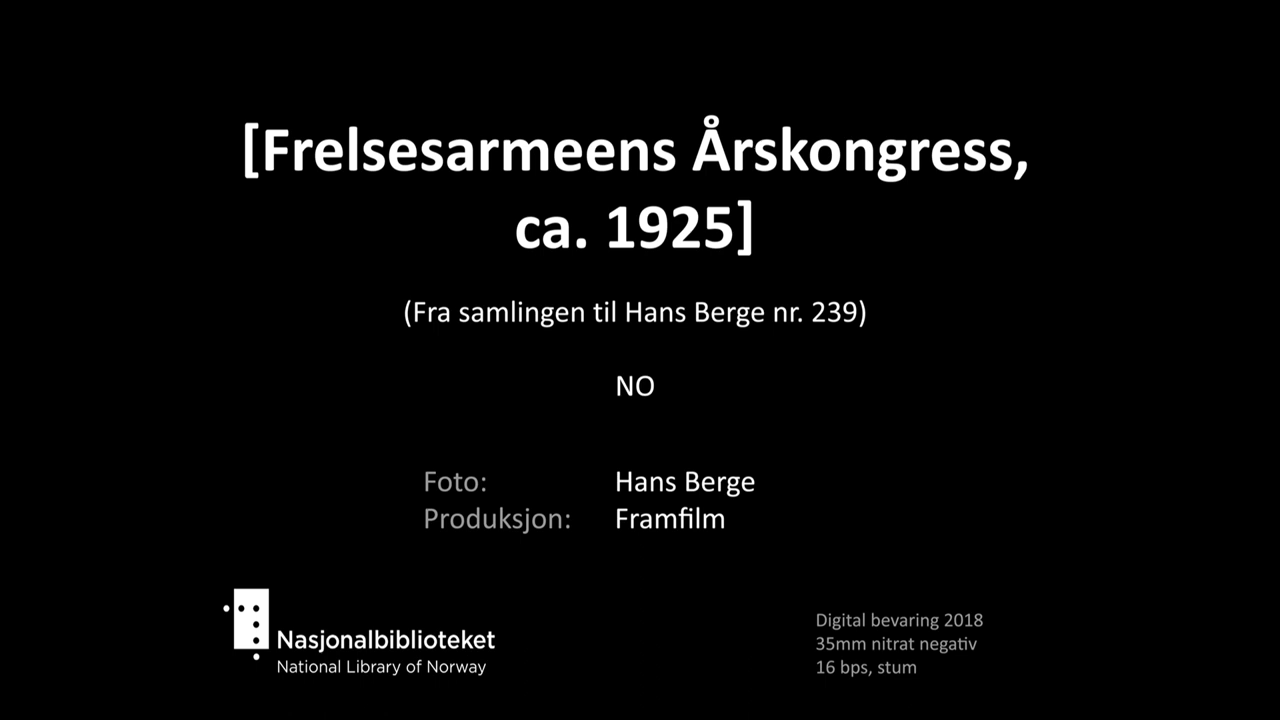 [Frelsesarmeens Årskongress,
ca. 1925]
(Fra samlingen til Hans Berge nr. 239)
NO
Foto: Hans Berge
Produksjon: Framfilm
Nasjonalbiblioteket
National Library of Norway
Digital bevaring 2018
35mm nitrat negativ
16 bps, stum